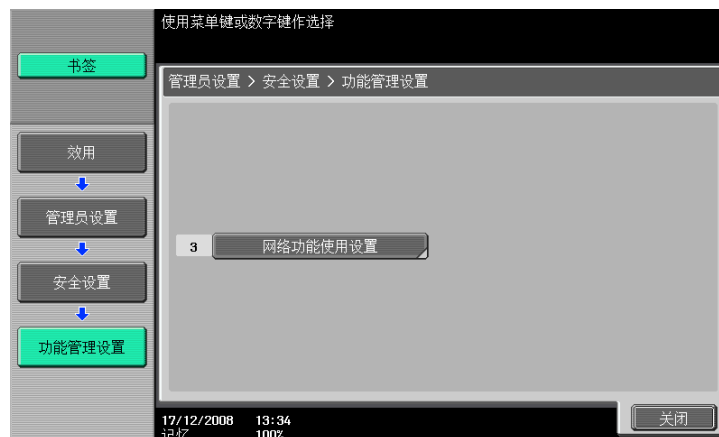 使用菜单键或数字键作选择
书签
管理员设置 > 安全设置 > 功能管理设置
效用
管理员设置
3 网络功能使用设置
安全设置
功能管理设置
17/12/2008 13:34
记忆 100%
关闭